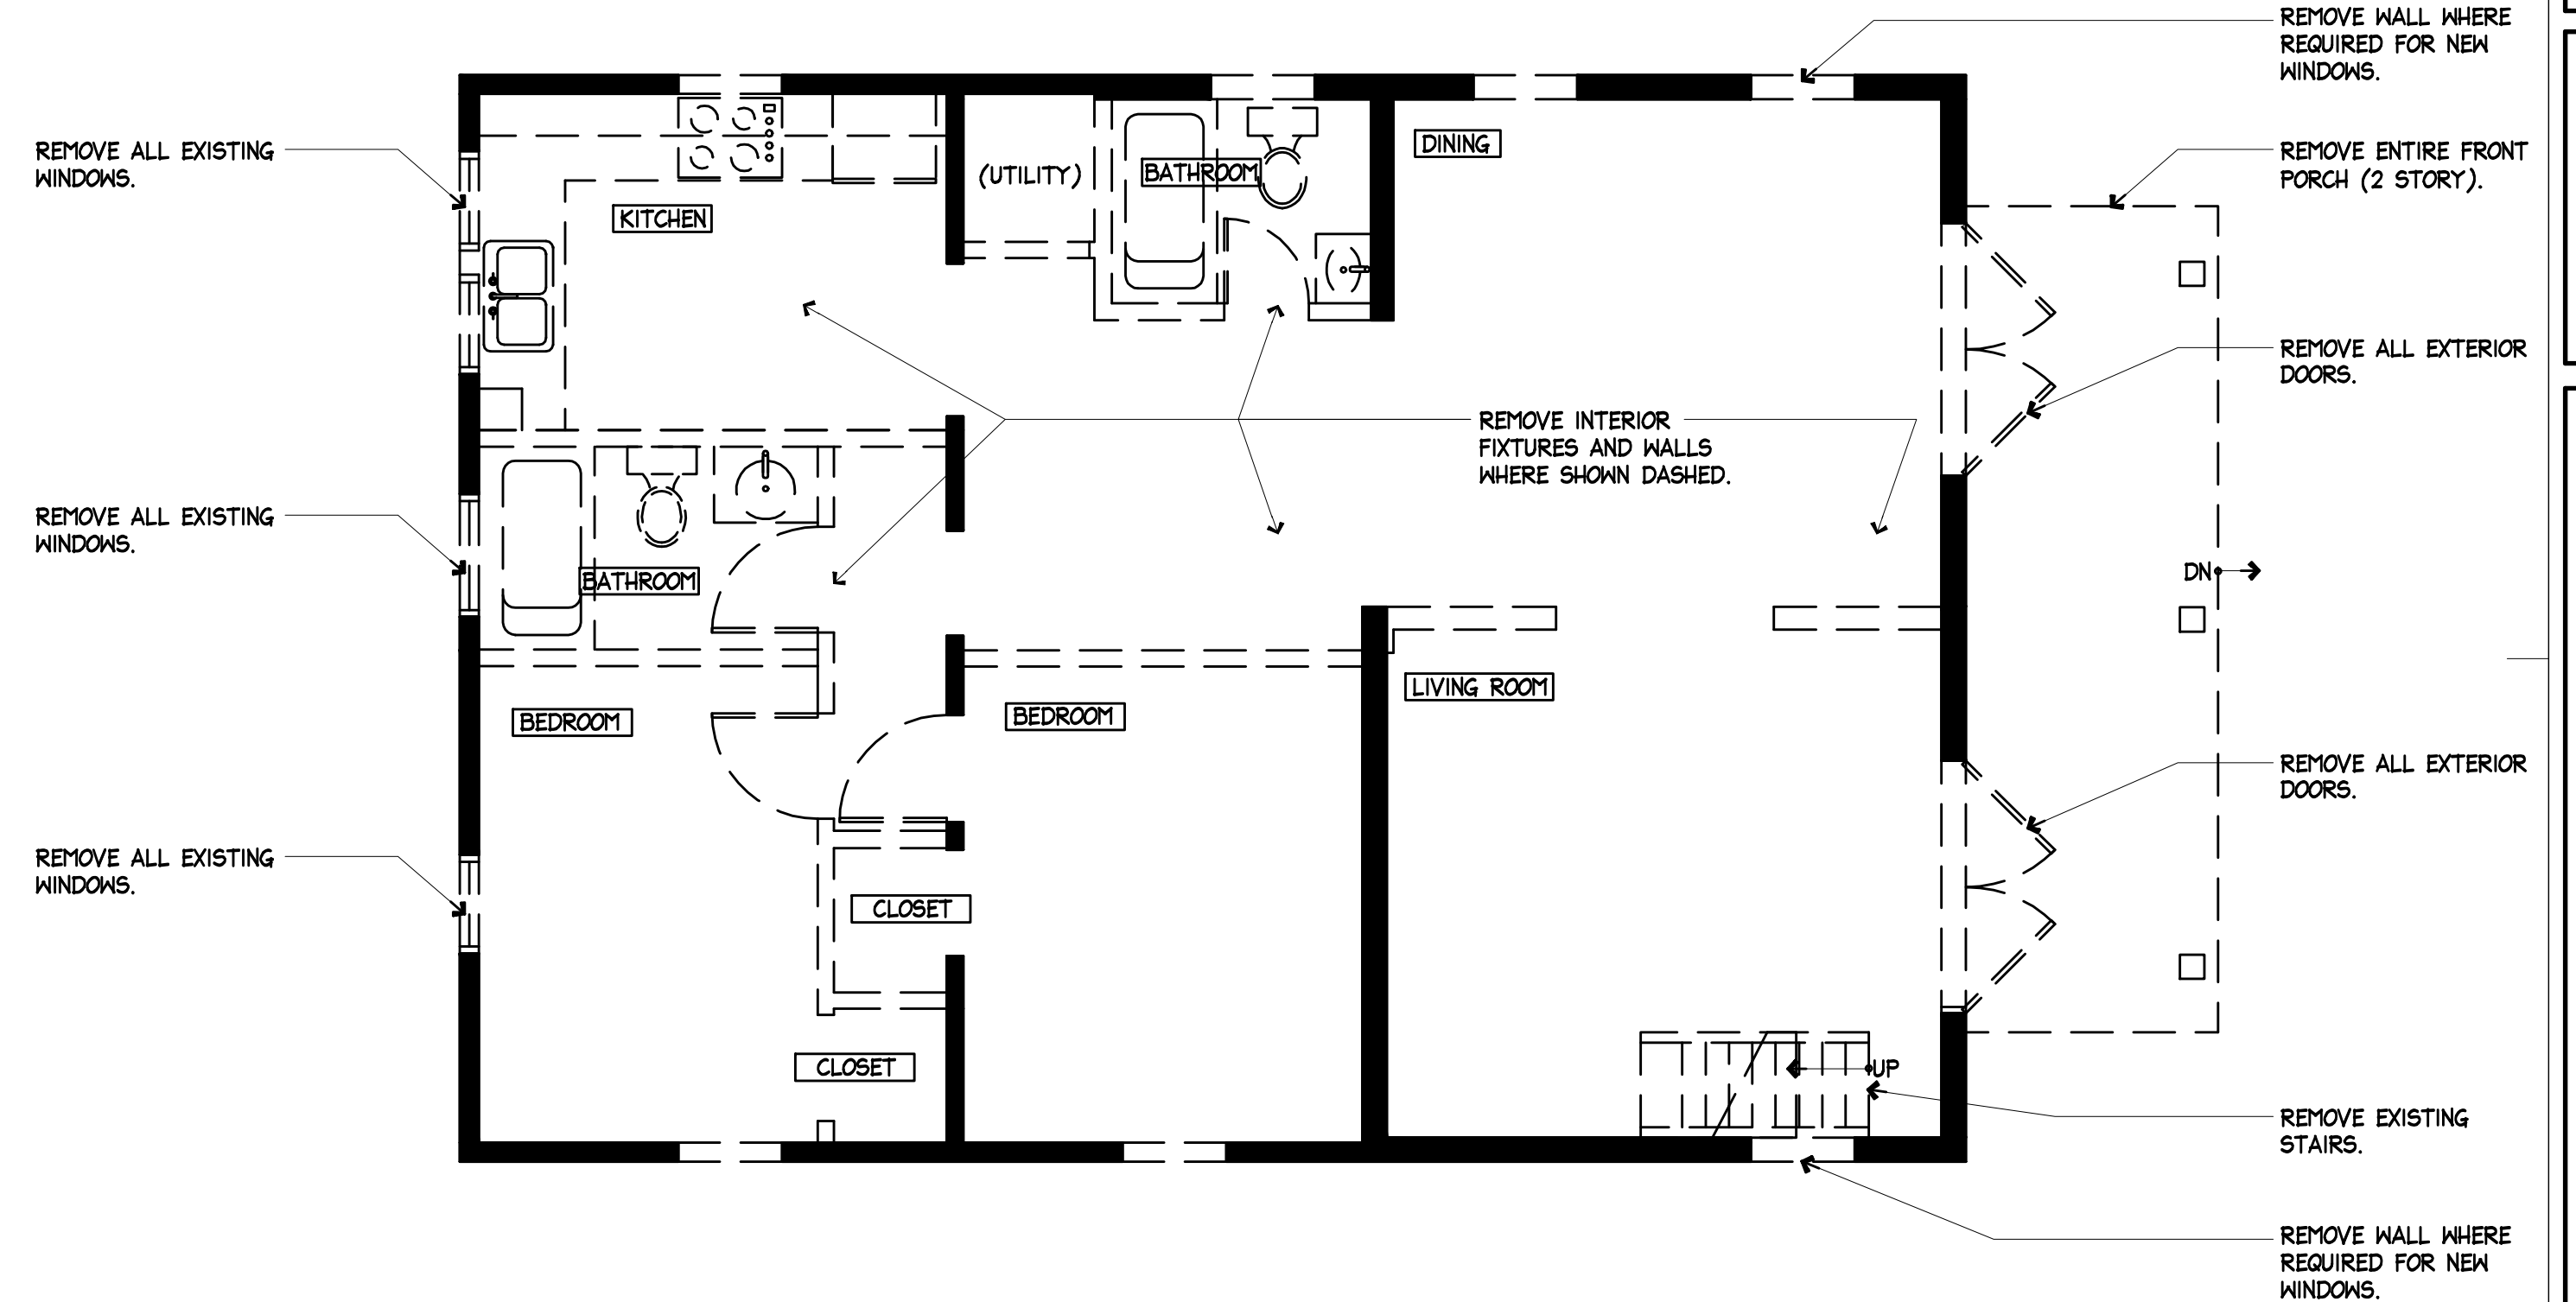 REMOVE WALL WHERE
REQUIRED FOR NEW
WINDOWS.
REMOVE ALL EXISTING
WINDOWS.
KITCHEN
(UTILITY)
BATHROOM
DINING
REMOVE ENTIRE FRONT
PORCH (2 STORY).
REMOVE ALL EXTERIOR
DOORS.
REMOVE INTERIOR
FIXTURES AND WALLS
WHERE SHOWN DASHED.
REMOVE ALL EXISTING
WINDOWS.
BATHROOM
DN
BEDROOM
BEDROOM
LIVING ROOM
REMOVE ALL EXTERIOR
DOORS.
REMOVE ALL EXISTING
WINDOWS.
CLOSET
CLOSET
UP
REMOVE EXISTING
STAIRS.
REMOVE WALL WHERE
REQUIRED FOR NEW
WINDOWS.